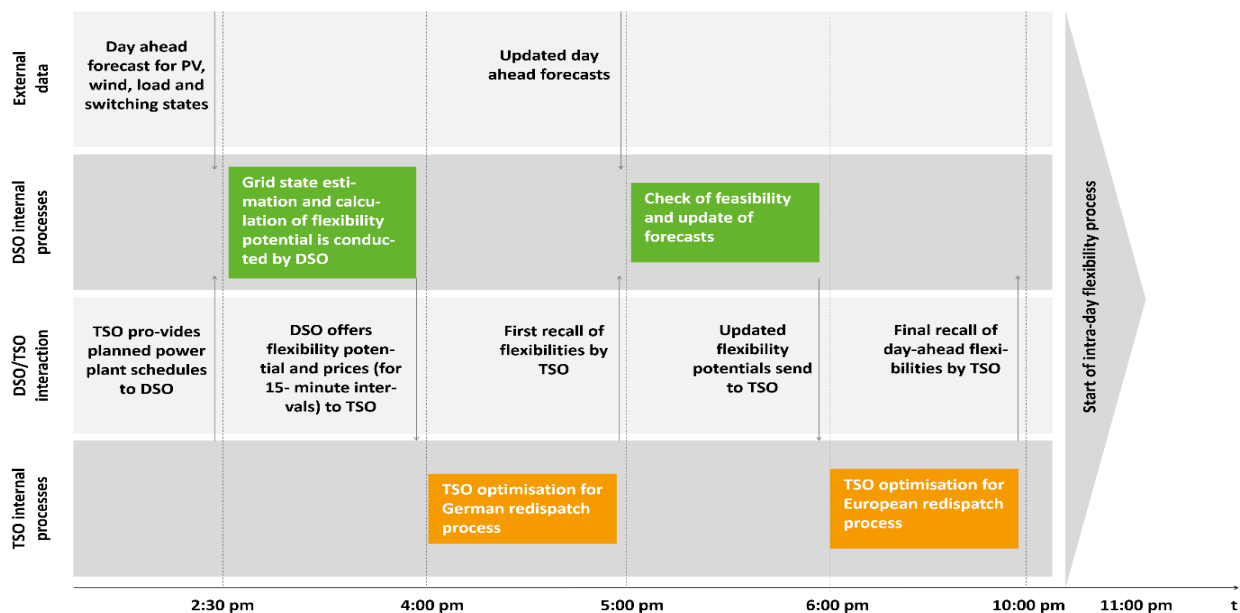 External
data
Day ahead
forecast for PV,
wind, load and
switching states
Updated day
ahead forecasts
DSO internal
processes
Grid state esti-
mation and calcu-
lation of flexibility
potential is conduc-
ted by DSO
Check of feasibility
and update of
forecasts
DSO/TSO
interaction
TSO pro-vides
planned power
plant schedules
to DSO
DSO offers
flexibility poten-
tial and prices (for
15- minute inter-
vals) to TSO
First recall of
flexibilities by
TSO
Updated
flexibility
potentials send
to TSO
Final recall of
day-ahead flexi-
bilities by TSO
TSO internal
processes
TSO optimisation for
German redispatch
process
TSO optimisation for
European redispatch
process
Start of intra-day flexibility process
2:30 pm
4:00 pm
5:00 pm
6:00 pm
10:00 pm
11:00 pm
t